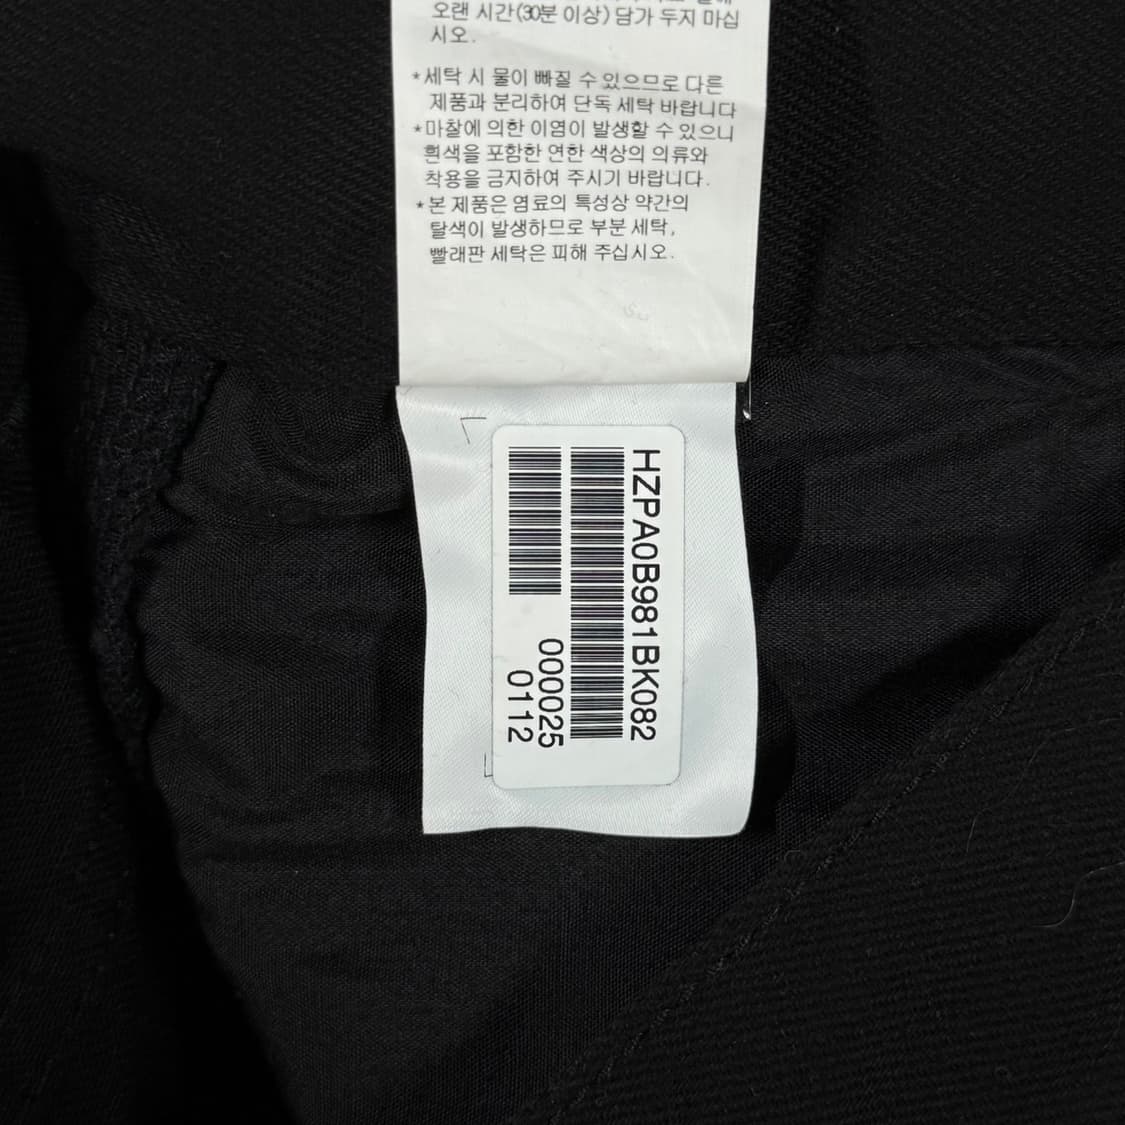 오랜 시간(30분 이상) 담가 두지 마십
시오.
*세탁 시 물이 빠질 수 있으므로 다른
제품과 분리하여 단독 세탁 바랍니다
*마찰에 의한 이염이 발생할 수 있으니
흰색을 포함한 연한 색상의 의류와
착용을 금지하여 주시기 바랍니다.
*본 제품은 염료의 특성상 약간의
탈색이 발생하므로 부분 세탁,
빨래판 세탁은 피해 주십시오.
HZPA0B981BK082
000025
0112